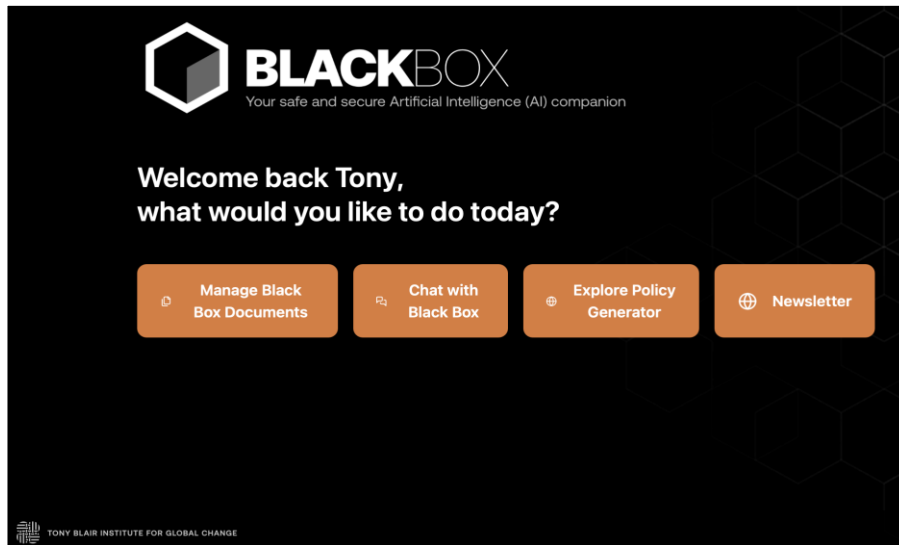 BLACKBOX
Your safe and secure Artificial Intelligence (AI) companion
Welcome back Tony,
what would you like to do today?
Manage Black
Box Documents
Chat with
Black Box
Explore Policy
Generator
Newsletter
TONY BLAIR INSTITUTE FOR GLOBAL CHANGE